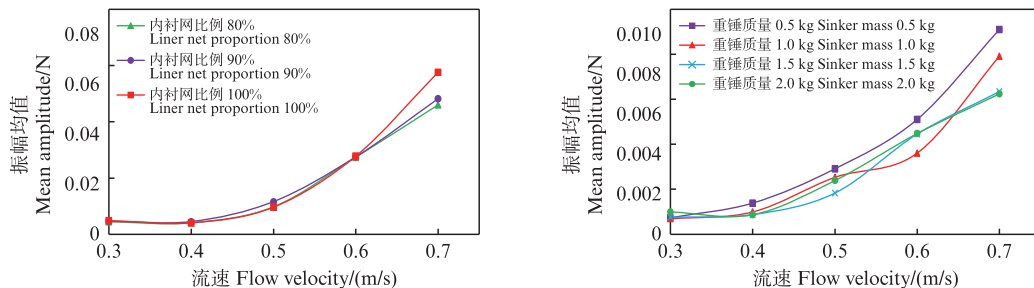 0.08
0.06
0.04
0.02
0
振幅均值
Mean amplitude/N
内衬网比例 80%
Liner net proportion 80%
内衬网比例 90%
Liner net proportion 90%
内衬网比例 100%
Liner net proportion 100%
0.3 0.4 0.5 0.6 0.7
流速 Flow velocity/(m/s)
0.010
0.008
0.006
0.004
0.002
0
振幅均值
Mean amplitude/N
重锤质量 0.5 kg Sinker mass 0.5 kg
重锤质量 1.0 kg Sinker mass 1.0 kg
重锤质量 1.5 kg Sinker mass 1.5 kg
重锤质量 2.0 kg Sinker mass 2.0 kg
0.3 0.4 0.5 0.6 0.7
流速 Flow velocity/(m/s)